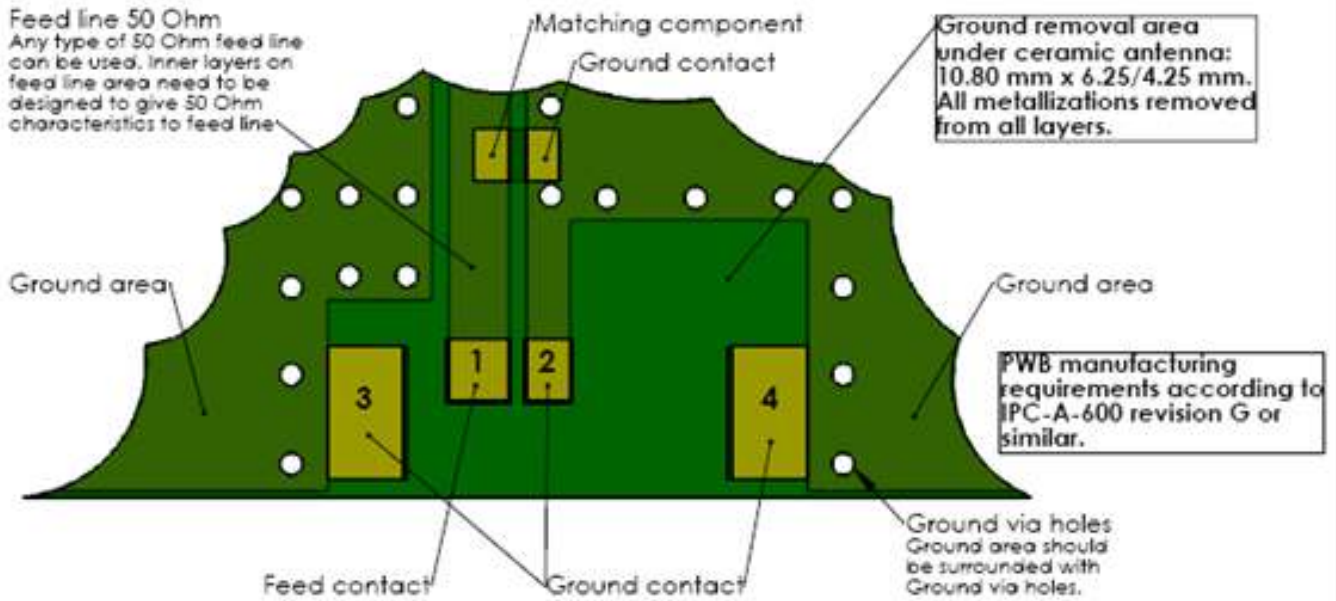 Feed line 50 Ohm
Any type of 50 Ohm feed line
can be used. Inner layers on
feed line area need to be
designed to give 50 Ohm
characteristics to feed line
Matching component
Ground contact
Ground removal area
under ceramic antenna:
10.80 mm x 6.25/4.25 mm.
All metallizations removed
from all layers.
Ground area
Ground area
1
2
3
4
PWB manufacturing
requirements according to
IPC-A-600 revision G or
similar.
Feed contact
Ground contact
Ground via holes
Ground area should
be surrounded with
Ground via holes.